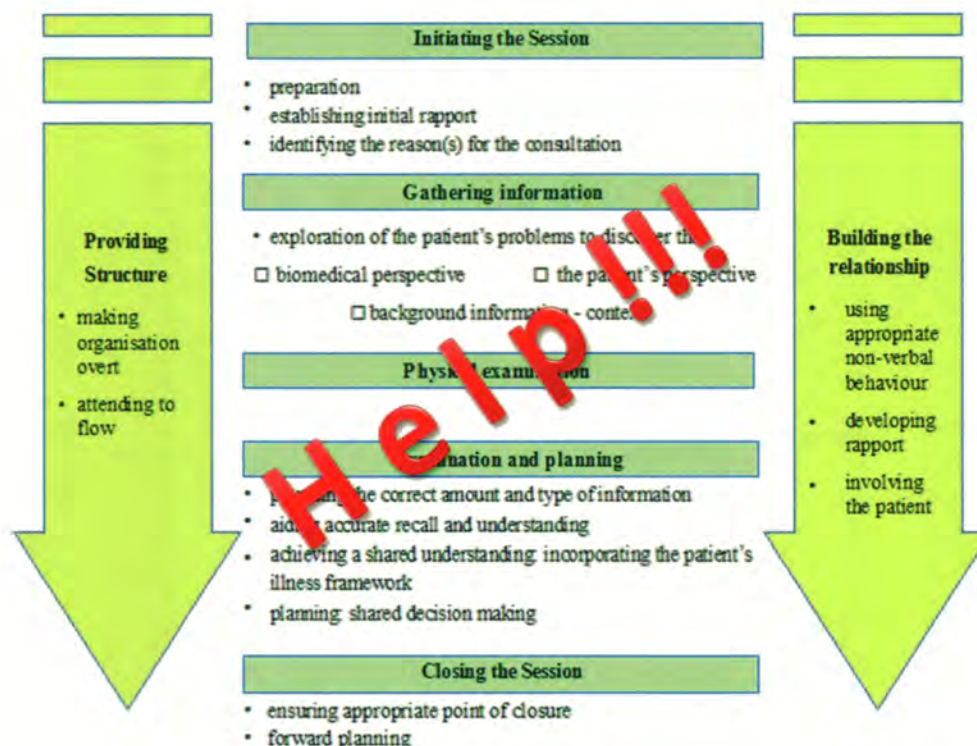 Initiating the Session
• preparation
• establishing initial rapport
• identifying the reason(s) for the consultation
Gathering information
• exploration of the patient's problems to discover
□ biomedical perspective □ the patient's perspective
□ background information - context
Physical examination
and planning
• the correct amount and type of information
• accurate recall and understanding
• achieving a shared understanding: incorporating the patient's
illness framework
• planning: shared decision making
Closing the Session
• ensuring appropriate point of closure
• forward planning
Providing
Structure
• making
organisation
overt
• attending to
flow
Building the
relationship
• using
appropriate
non-verbal
behaviour
• developing
rapport
• involving
the patient
Help!!!